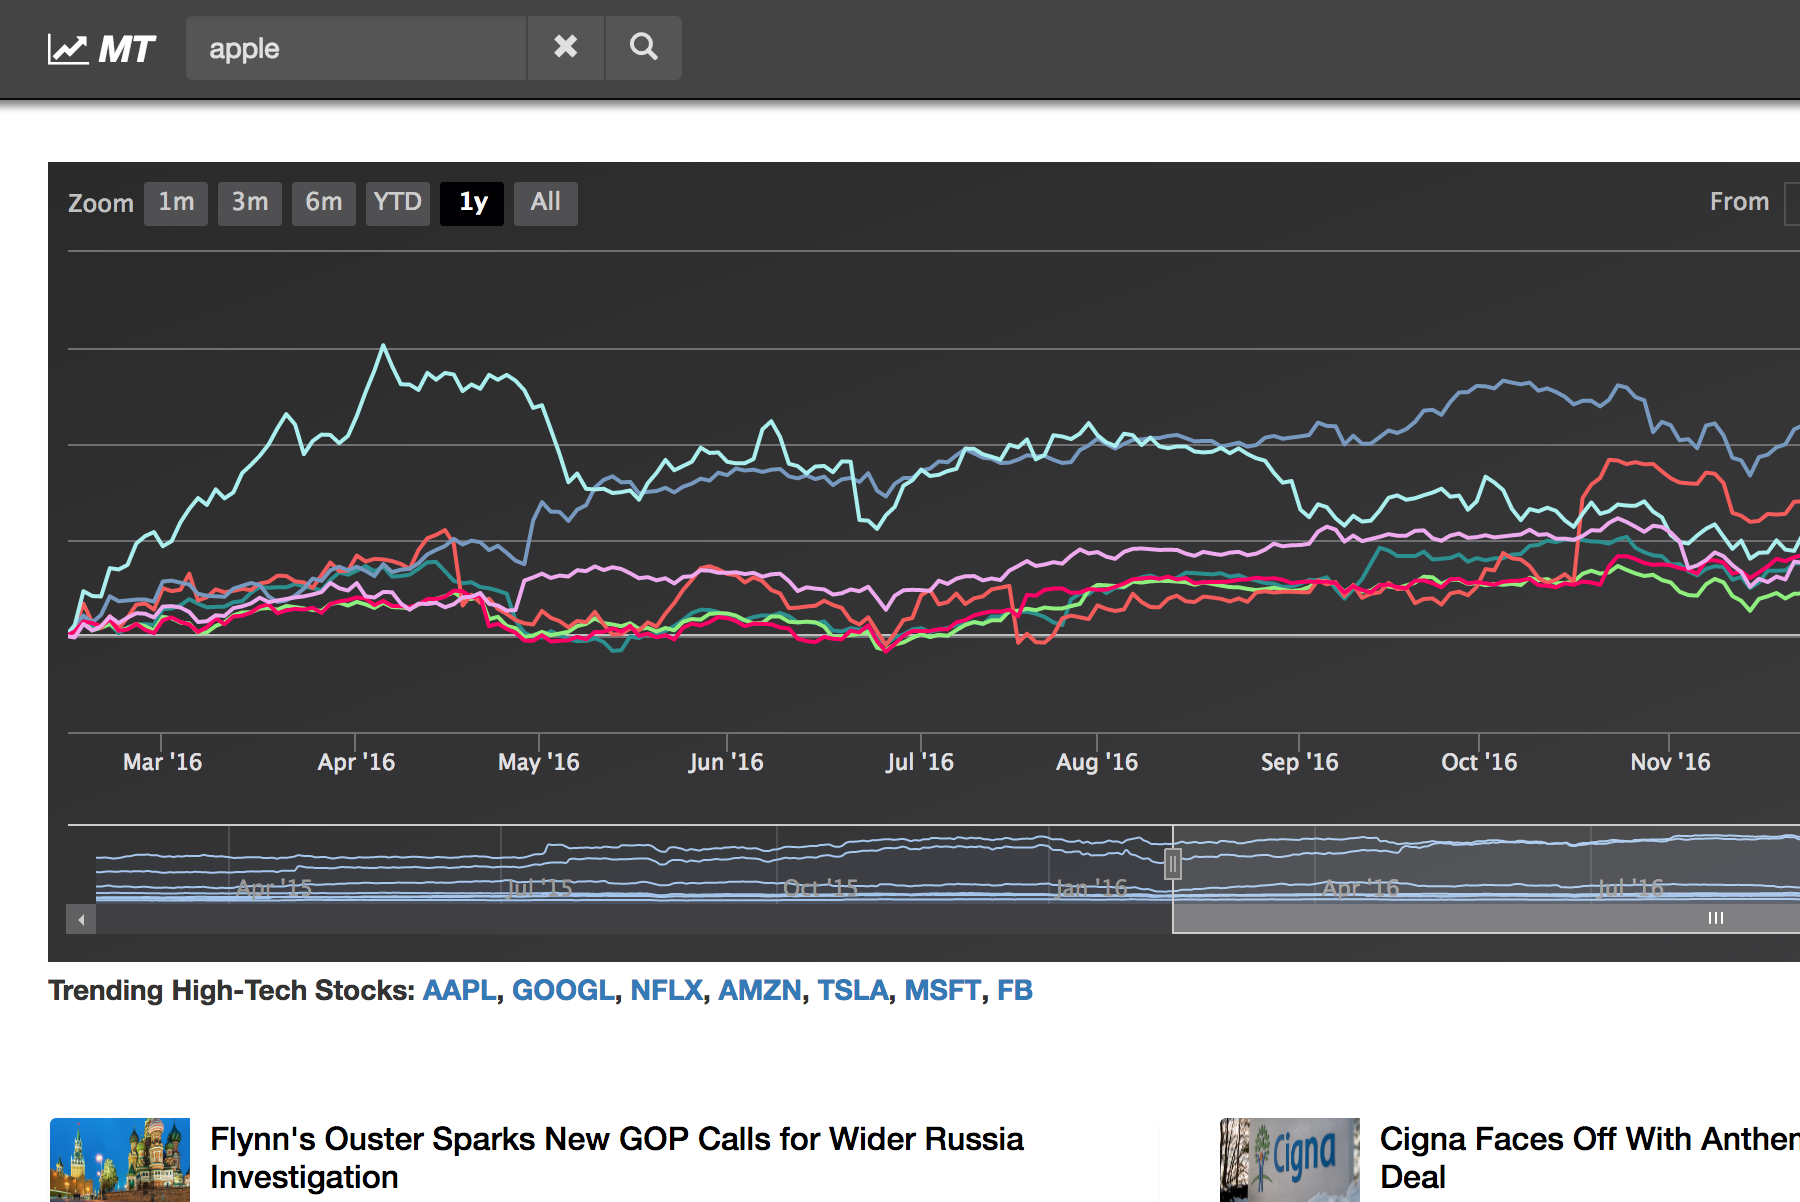 MT
apple
Zoom 1m 3m 6m YTD 1y All From
Mar '16 Apr '16 May '16 Jun '16 Jul '16 Aug '16 Sep '16 Oct '16 Nov '16
Apr '15 Jul '15 Oct '15 Jan '16 Apr '16 Jul '16
Trending High-Tech Stocks: AAPL, GOOGL, NFLX, AMZN, TSLA, MSFT, FB
Flynn's Ouster Sparks New GOP Calls for Wider Russia
Investigation
Cigna
Cigna Faces Off With Anthem
Deal